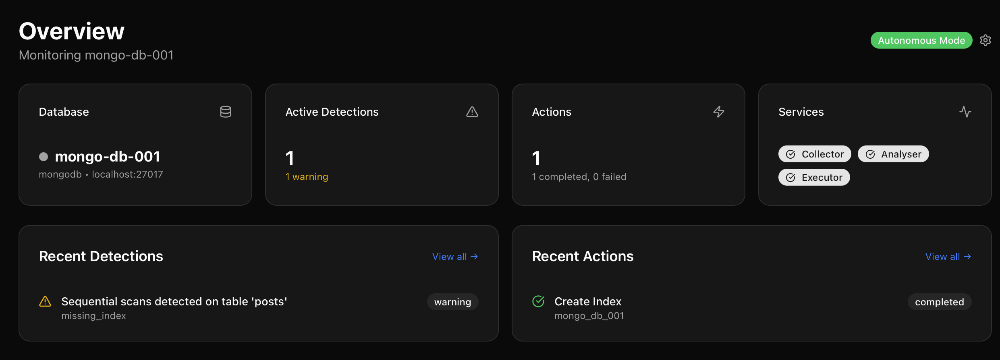 Overview
Monitoring mongo-db-001
Autonomous Mode
Database
mongo-db-001
mongodb • localhost:27017
Active Detections
1
1 warning
Actions
1
1 completed, 0 failed
Services
Collector
Analyser
Executor
Recent Detections
View all →
Sequential scans detected on table 'posts'
missing_index
warning
Recent Actions
View all →
Create Index
mongo_db_001
completed